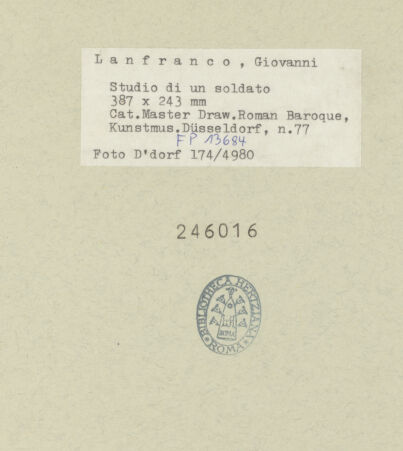 L a n f r a n c o , Giovanni
Studio di un soldato
387 x 243 mm
Cat.Master Draw.Roman Baroque,
Kunstmus.Düsseldorf, n.77
FP 13684
Foto D'dorf 174/4980
246016
BIBLIOTHECA HERTZIANA
ROMA